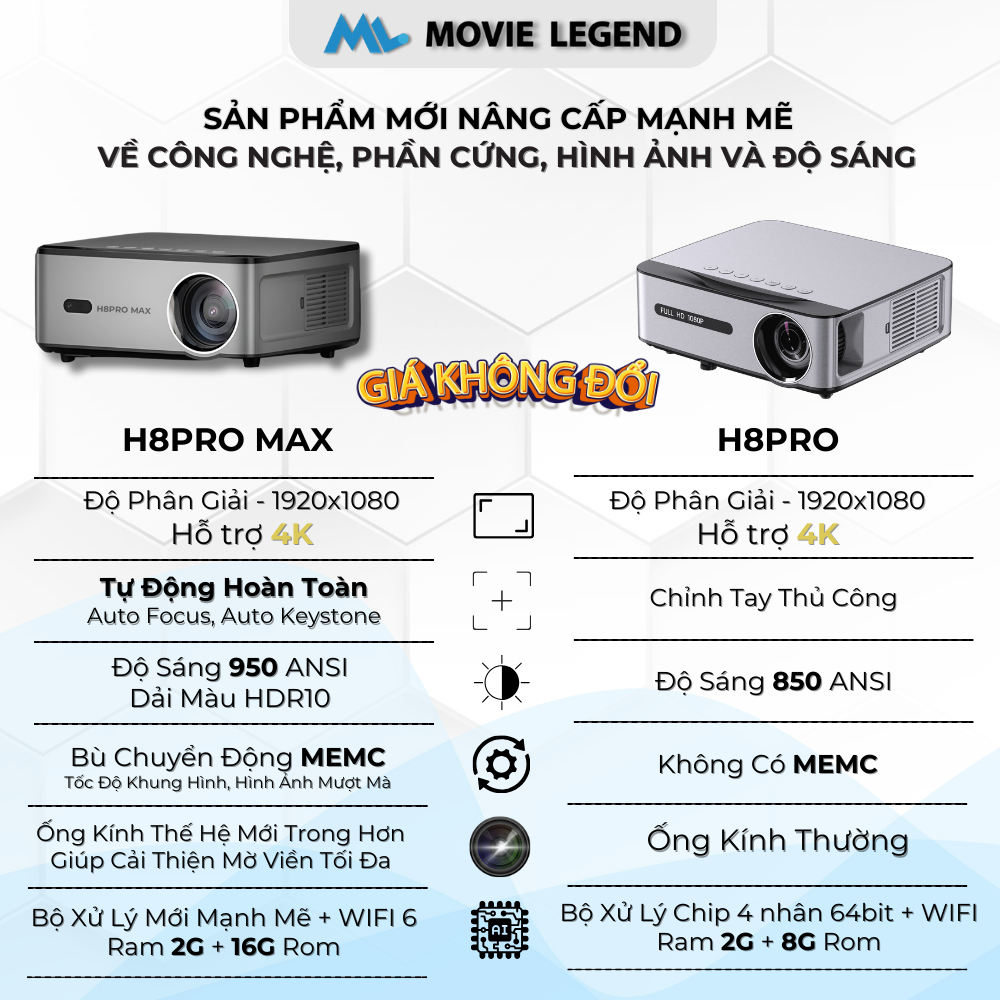 ML MOVIE LEGEND
SẢN PHẨM MỚI NÂNG CẤP MẠNH MẼ
VỀ CÔNG NGHỆ, PHẦN CỨNG, HÌNH ẢNH VÀ ĐỘ SÁNG
H8PRO MAX
FULL HD 1080P
GIÁ KHÔNG ĐỔI
H8PRO MAX
Độ Phân Giải - 1920x1080
Hỗ trợ 4K
Tự Động Hoàn Toàn
Auto Focus, Auto Keystone
Độ Sáng 950 ANSI
Dải Màu HDR10
Bù Chuyển Động MEMC
Tốc Độ Khung Hình, Hình Ảnh Mượt Mà
Ống Kính Thế Hệ Mới Trong Hơn
Giúp Cải Thiện Mờ Viền Tối Đa
Bộ Xử Lý Mới Mạnh Mẽ + WIFI 6
Ram 2G + 16G Rom
AI
H8PRO
Độ Phân Giải - 1920x1080
Hỗ trợ 4K
Chỉnh Tay Thủ Công
Độ Sáng 850 ANSI
Không Có MEMC
Ống Kính Thường
Bộ Xử Lý Chip 4 nhân 64bit + WIFI
Ram 2G + 8G Rom